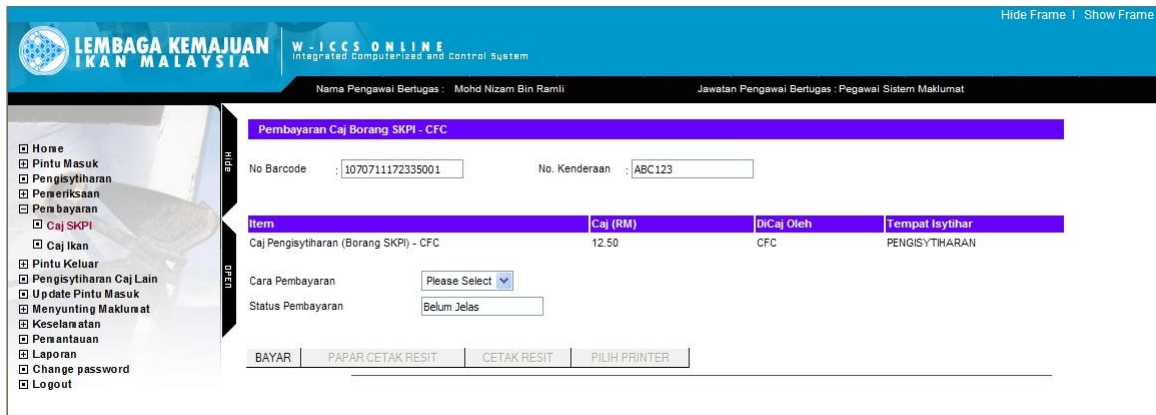 Hide Frame I Show Frame
LEMBAGA KEMAJUAN
IKAN MALAYSIA
W-ICCS ONLINE
Integrated Computerized and Control System
Nama Pengawai Bertugas : Mohd Nizam Bin Ramli Jawatan Pengawai Bertugas : Pegawai Sistem Maklumat
Home
Pintu Masuk
Pengisytiharan
Pemeriksaan
Pembayaran
Caj SKPI
Caj Ikan
Pintu Keluar
Pengisytiharan Caj Lain
Update Pintu Masuk
Menyunting Maklumat
Keselamatan
Pemantauan
Laporan
Change password
Logout
Hide
OPEN
Pembayaran Caj Borang SKPI - CFC
No Barcode : 1070711172335001 No. Kenderaan : ABC123
Item Caj (RM) DiCaj Oleh Tempat Isytihar
Caj Pengisytiharan (Borang SKPI) - CFC 12.50 CFC PENGISYTIHARAN
Cara Pembayaran Please Select
Status Pembayaran Belum Jelas
BAYAR PAPAR CETAK RESIT CETAK RESIT PILIH PRINTER